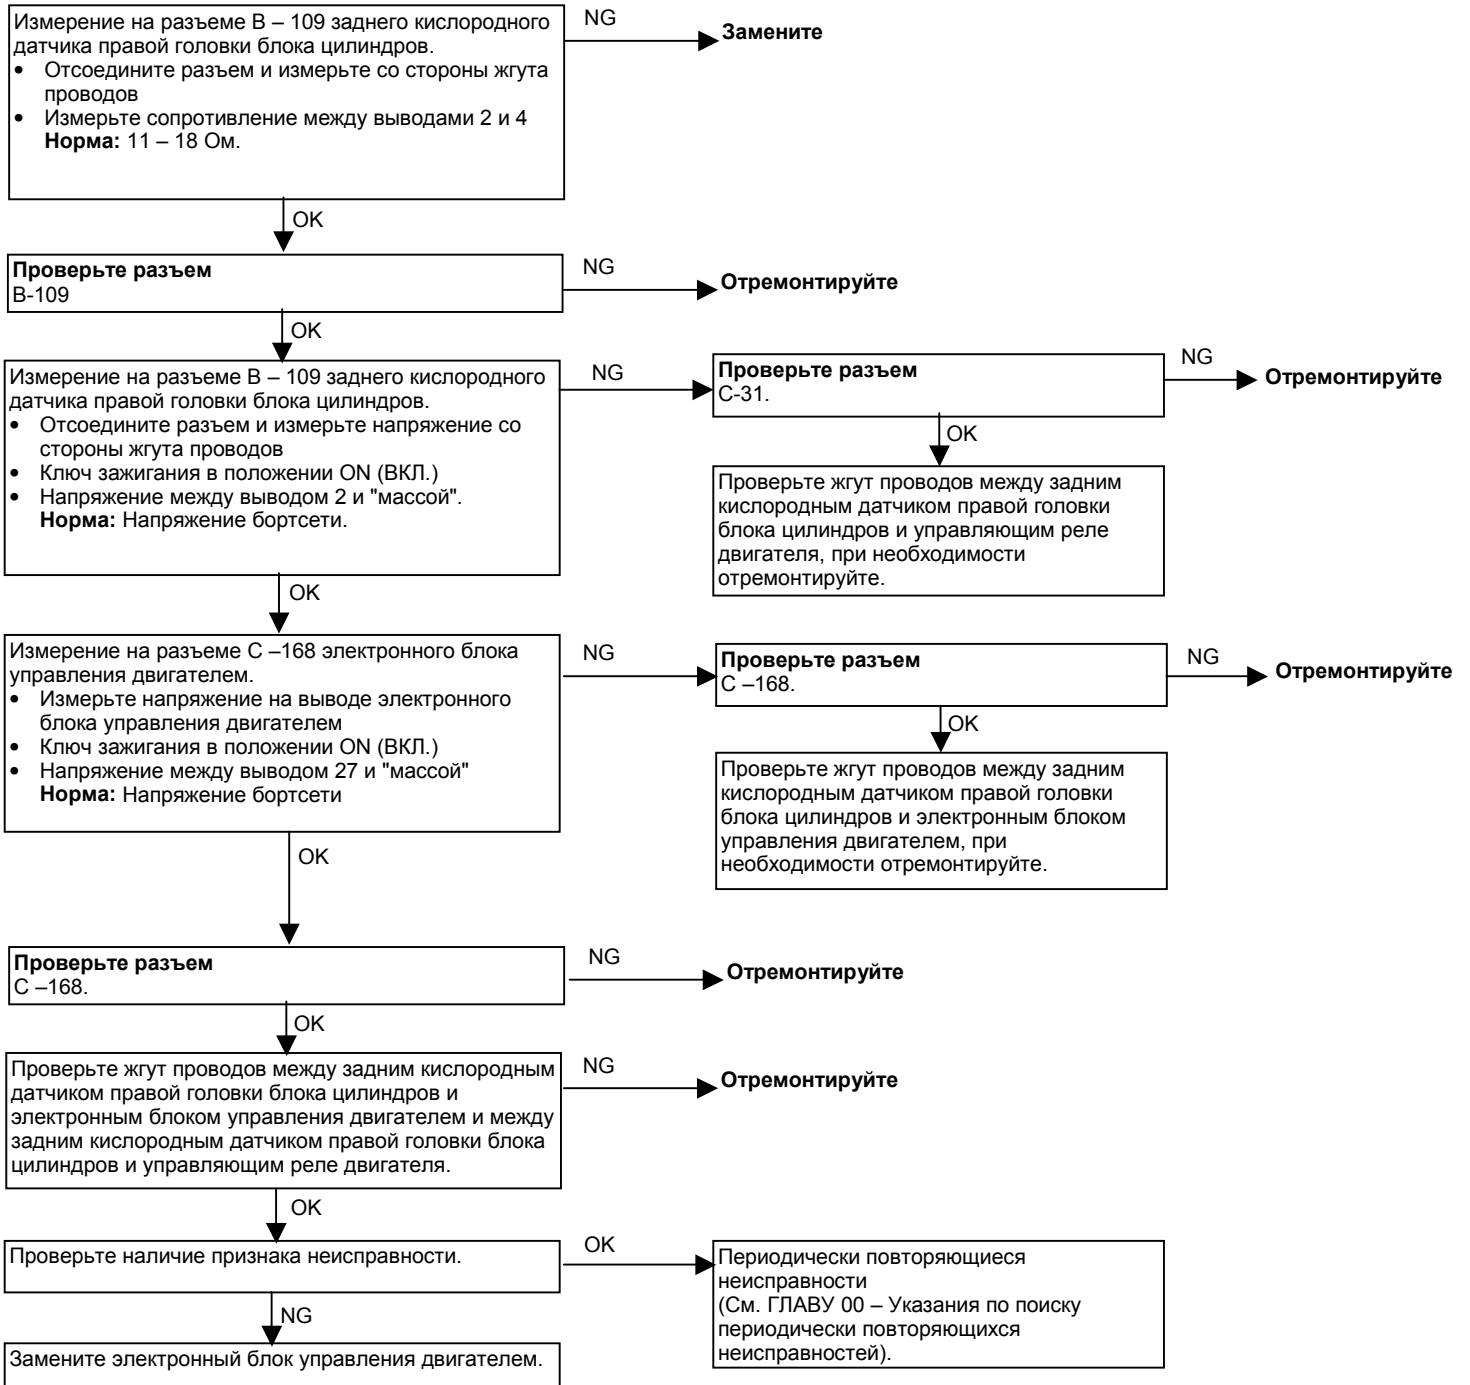 Измерение на разъеме B – 109 заднего кислородного
датчика правой головки блока цилиндров.
• Отсоедините разъем и измерьте со стороны жгута
проводов
• Измерьте сопротивление между выводами 2 и 4
Норма: 11 – 18 Ом.
NG
Замените
OK
Проверьте разъем
B-109
NG
Отремонтируйте
OK
Измерение на разъеме B – 109 заднего кислородного
датчика правой головки блока цилиндров.
• Отсоедините разъем и измерьте напряжение со
стороны жгута проводов
• Ключ зажигания в положении ON (ВКЛ.)
• Напряжение между выводом 2 и "массой".
Норма: Напряжение бортсети.
NG
Проверьте разъем
C-31.
NG
Отремонтируйте
OK
Проверьте жгут проводов между задним
кислородным датчиком правой головки
блока цилиндров и управляющим реле
двигателя, при необходимости
отремонтируйте.
OK
Измерение на разъеме C –168 электронного блока
управления двигателем.
• Измерьте напряжение на выводе электронного
блока управления двигателем
• Ключ зажигания в положении ON (ВКЛ.)
• Напряжение между выводом 27 и "массой"
Норма: Напряжение бортсети
NG
Проверьте разъем
C –168.
NG
Отремонтируйте
OK
Проверьте жгут проводов между задним
кислородным датчиком правой головки
блока цилиндров и электронным блоком
управления двигателем, при
необходимости отремонтируйте.
OK
Проверьте разъем
C –168.
NG
Отремонтируйте
OK
Проверьте жгут проводов между задним кислородным
датчиком правой головки блока цилиндров и
электронным блоком управления двигателем и между
задним кислородным датчиком правой головки блока
цилиндров и управляющим реле двигателя.
NG
Отремонтируйте
OK
Проверьте наличие признака неисправности.
OK
Периодически повторяющиеся
неисправности
(См. ГЛАВУ 00 – Указания по поиску
периодически повторяющихся
неисправностей).
NG
Замените электронный блок управления двигателем.